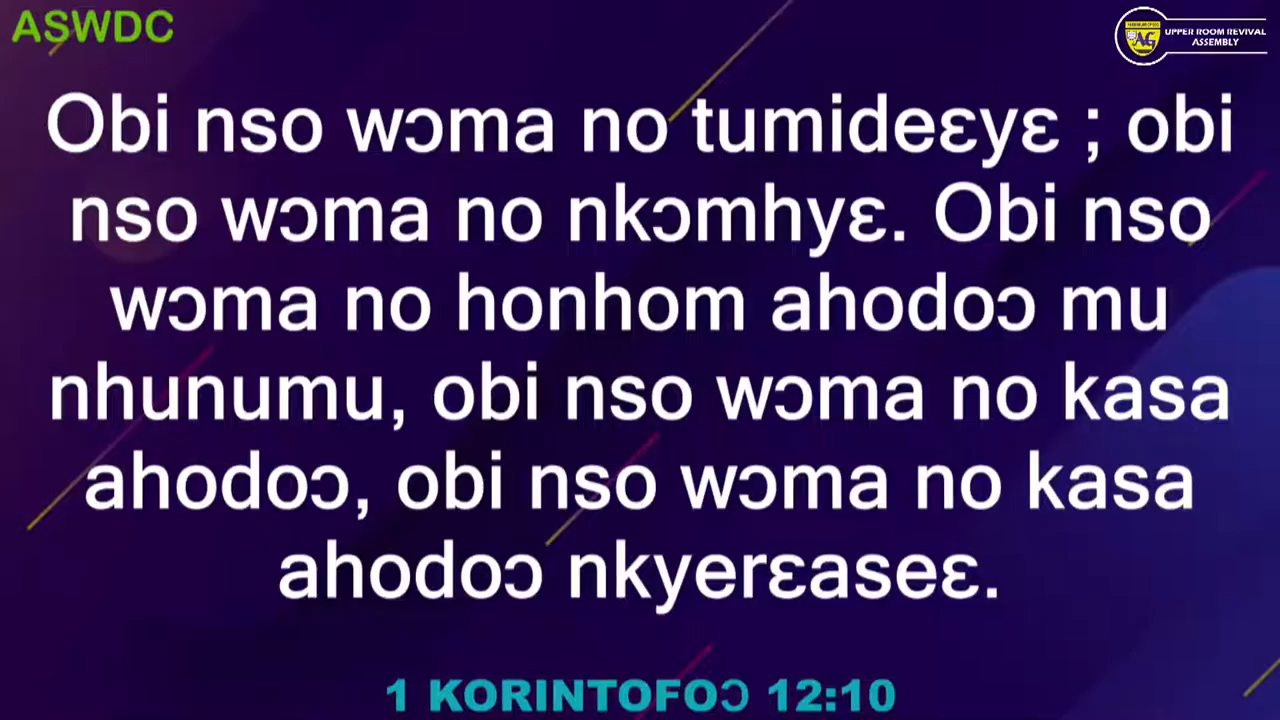 ASWDC
UPPER ROOM REVIVAL
ASSEMBLY
AG
Obi nso wɔma no tumideɛyɛ ; obi
nso wɔma no nkɔmhyɛ. Obi nso
wɔma no honhom ahodoɔ mu
nhunumu, obi nso wɔma no kasa
ahodoɔ, obi nso wɔma no kasa
ahodoɔ nkyerɛaseɛ.
1 KORINTOFOƆ 12:10